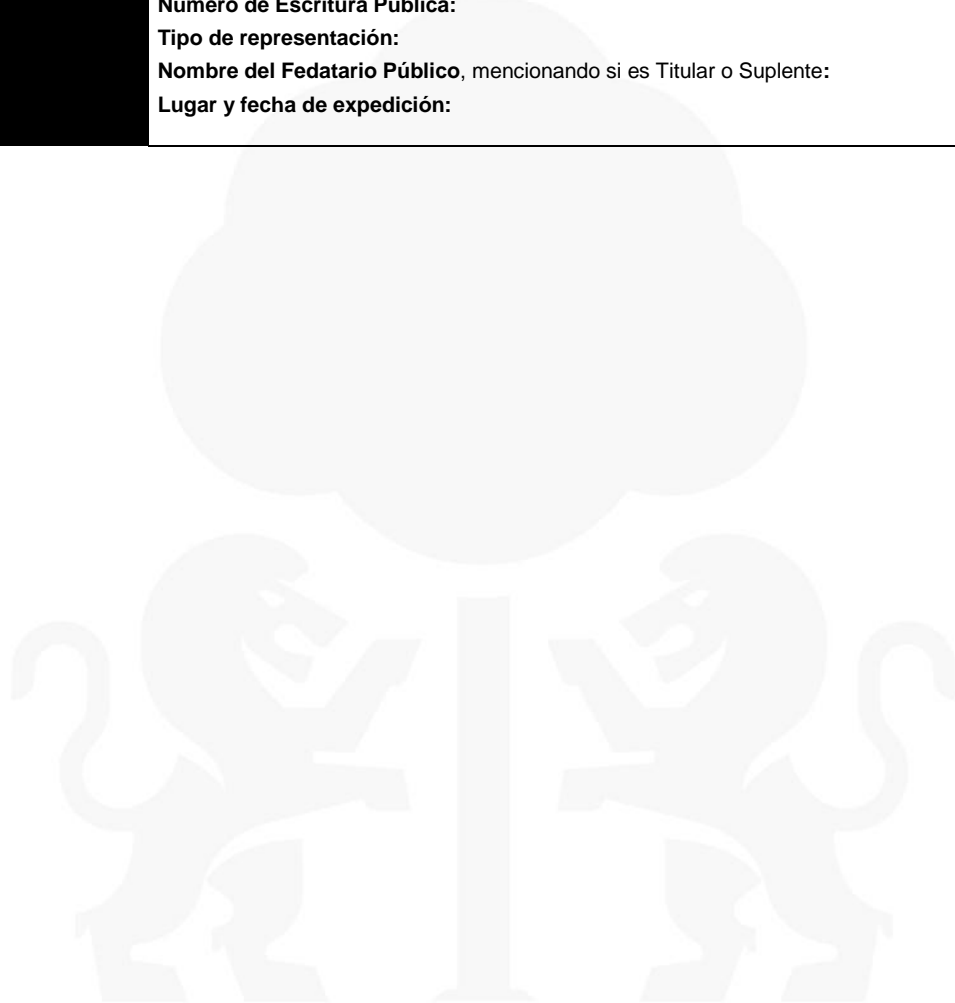 Número de Escritura Pública:
Tipo de representación:
Nombre del Fedatario Público, mencionando si es Titular o Suplente:
Lugar y fecha de expedición: